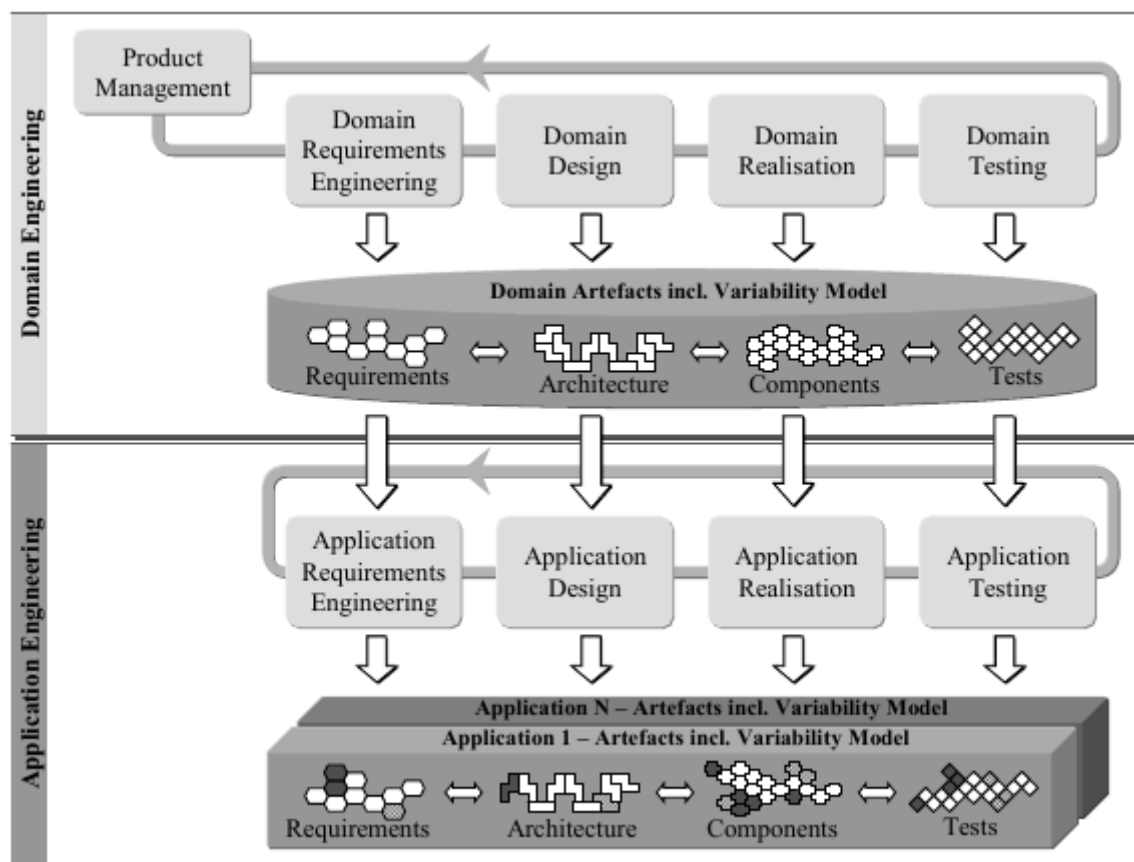 Domain Engineering
Product
Management
Domain
Requirements
Engineering
Domain
Design
Domain
Realisation
Domain
Testing
Domain Artefacts incl. Variability Model
Requirements
Architecture
Components
Tests
Application Engineering
Application
Requirements
Engineering
Application
Design
Application
Realisation
Application
Testing
Application N – Artefacts incl. Variability Model
Application 1 – Artefacts incl. Variability Model
Requirements
Architecture
Components
Tests